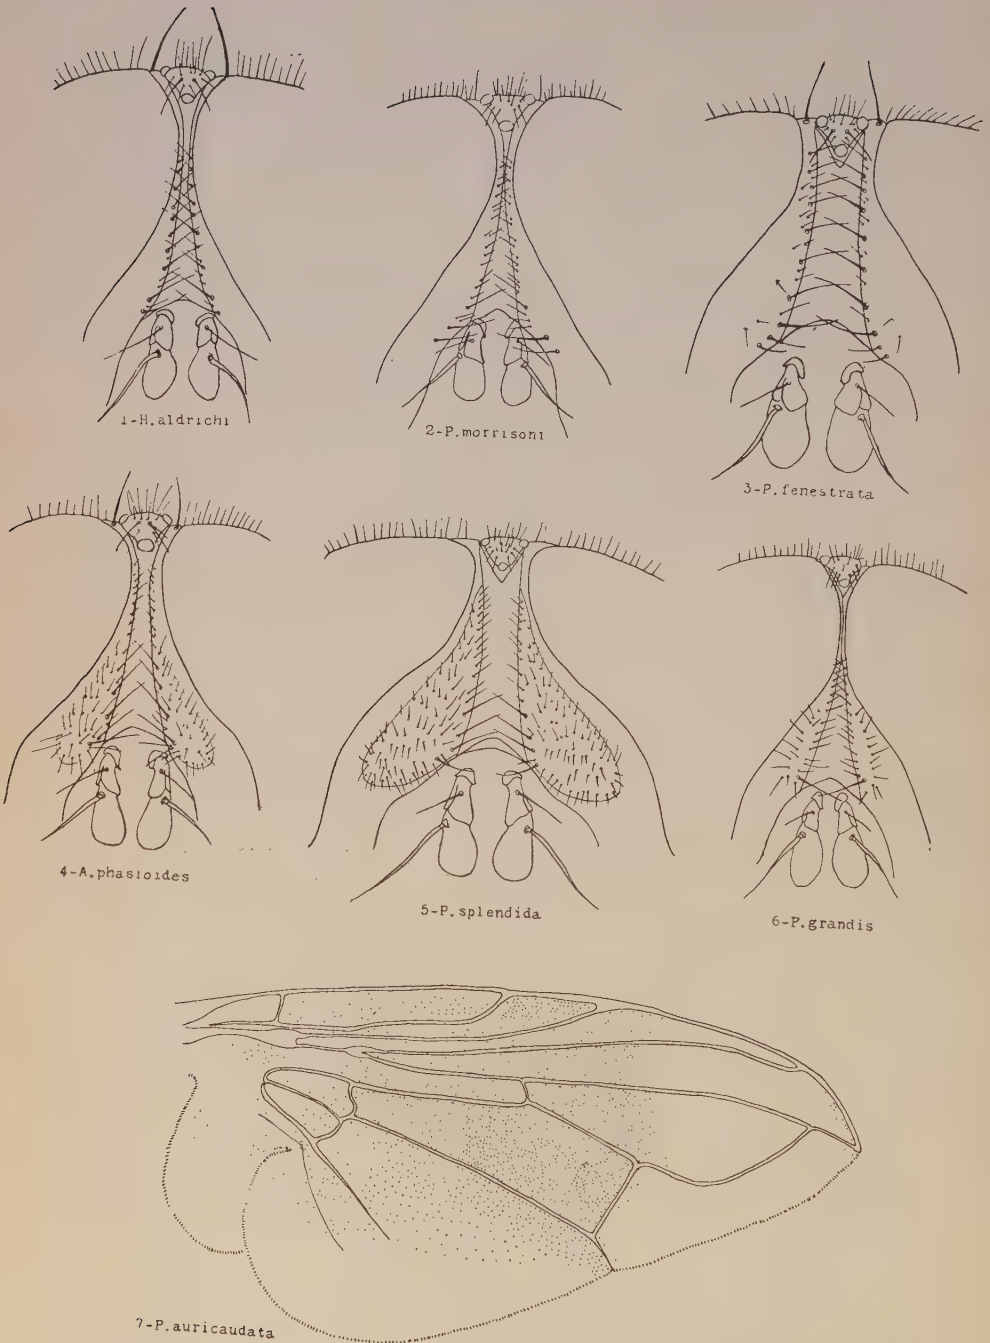 1-H.aldrichi
2-P.morrisoni
3-P.fenestrata
4-A.phasioides
5-P.splendida
6-P.grandis
7-P.auricaudata